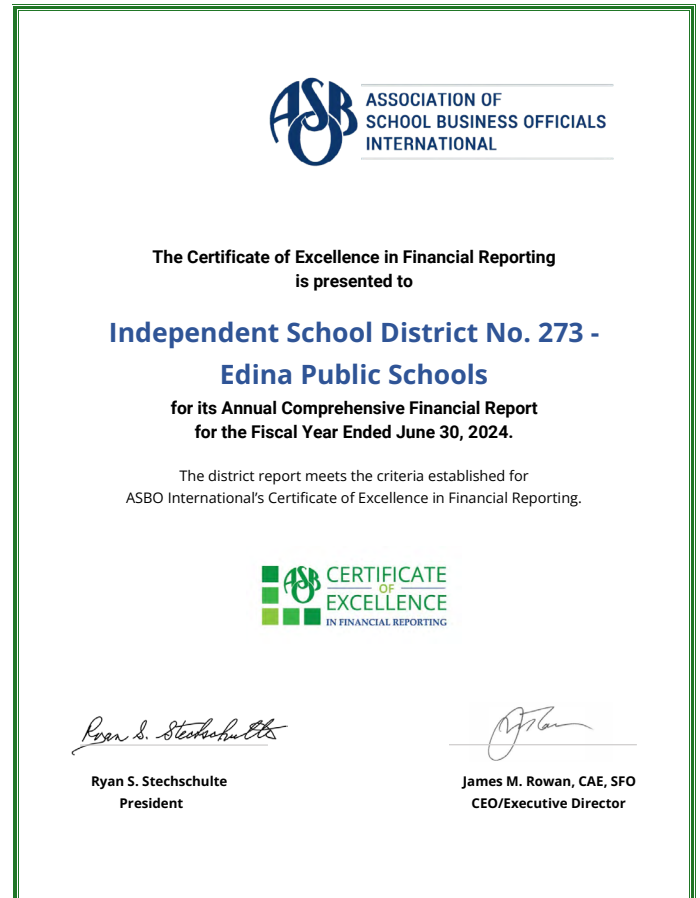 ASBO
ASSOCIATION OF
SCHOOL BUSINESS OFFICIALS
INTERNATIONAL
The Certificate of Excellence in Financial Reporting
is presented to
Independent School District No. 273 -
Edina Public Schools
for its Annual Comprehensive Financial Report
for the Fiscal Year Ended June 30, 2024.
The district report meets the criteria established for
ASBO International's Certificate of Excellence in Financial Reporting.
ASBO CERTIFICATE
OF
EXCELLENCE
IN FINANCIAL REPORTING
Ryan S. Stechschulte
Ryan S. Stechschulte
President
James M. Rowan, CAE, SFO
CEO/Executive Director